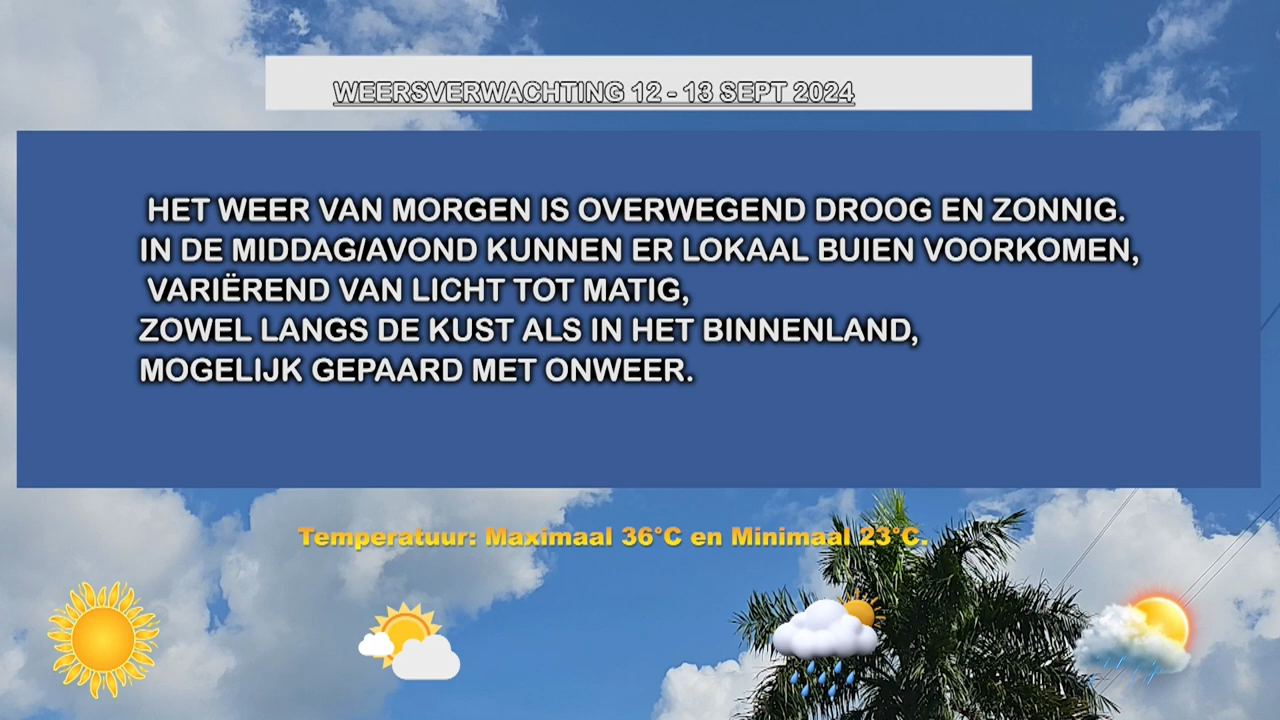 WEERSVERWACHTING 12 - 13 SEPT 2024
HET WEER VAN MORGEN IS OVERWEGEND DROOG EN ZONNIG.
IN DE MIDDAG/AVOND KUNNEN ER LOKAAL BUIEN VOORKOMEN,
VARIËREND VAN LICHT TOT MATIG,
ZOWEL LANGS DE KUST ALS IN HET BINNENLAND,
MOGELIJK GEPAARD MET ONWEER.
Temperatuur: Maximaal 36°C en Minimaal 23°C.